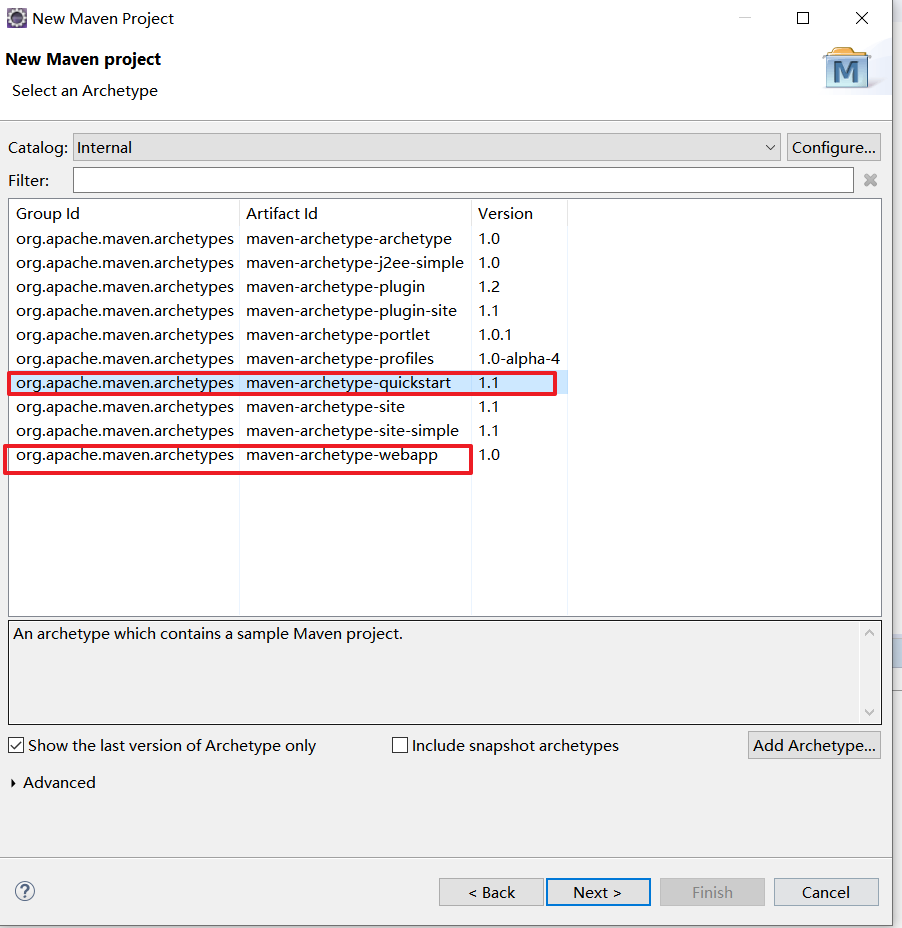 New Maven Project
New Maven project
Select an Archetype
M
Catalog: Internal Configure...
Filter:
Group Id Artifact Id Version
org.apache.maven.archetypes maven-archetype-archetype 1.0
org.apache.maven.archetypes maven-archetype-j2ee-simple 1.0
org.apache.maven.archetypes maven-archetype-plugin 1.2
org.apache.maven.archetypes maven-archetype-plugin-site 1.1
org.apache.maven.archetypes maven-archetype-portlet 1.0.1
org.apache.maven.archetypes maven-archetype-profiles 1.0-alpha-4
org.apache.maven.archetypes maven-archetype-quickstart 1.1
org.apache.maven.archetypes maven-archetype-site 1.1
org.apache.maven.archetypes maven-archetype-site-simple 1.1
org.apache.maven.archetypes maven-archetype-webapp 1.0
An archetype which contains a sample Maven project.
Show the last version of Archetype only Include snapshot archetypes Add Archetype...
Advanced
? < Back Next > Finish Cancel